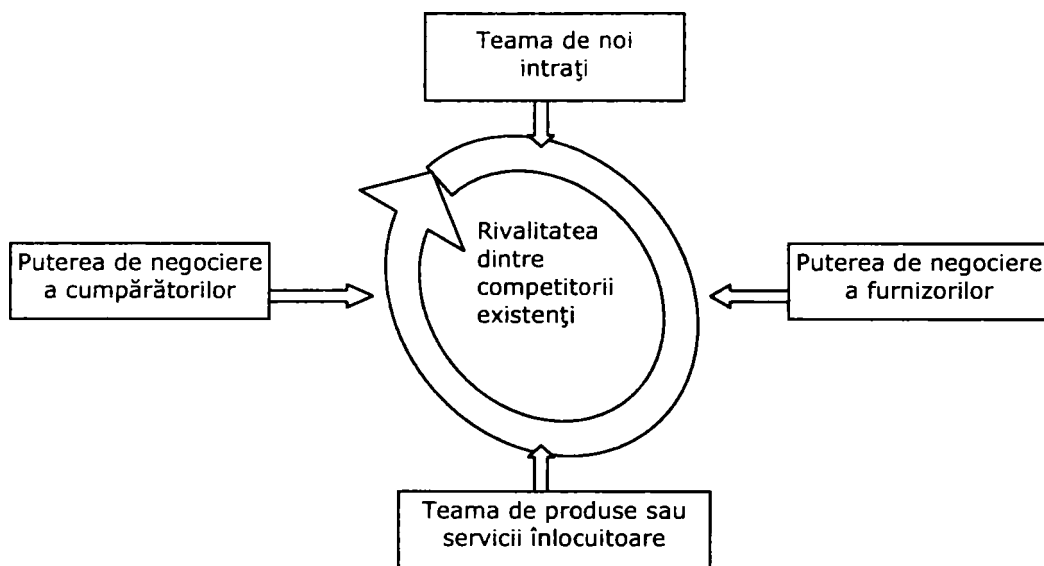 Teama de noi
intraţi
Rivalitatea
dintre
competitorii
existenţi
Puterea de negociere
a cumpărătorilor
Puterea de negociere
a furnizorilor
Teama de produse sau
servicii înlocuitoare